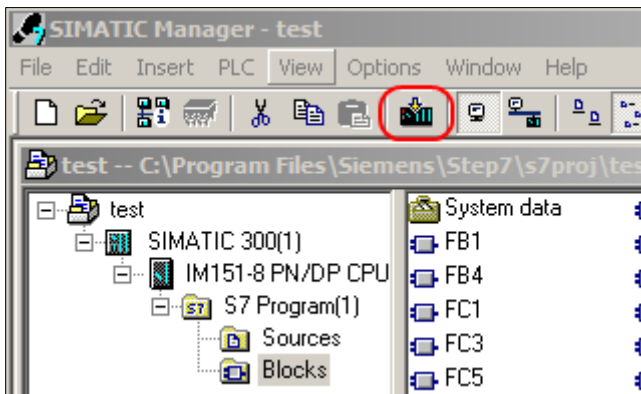 SIMATIC Manager - test
File Edit Insert PLC View Options Window Help
test -- C:\Program Files\Siemens\Step7\s7proj\tes
test
System data
SIMATIC 300(1)
FB1
IM151-8 PN/DP CPU
FB4
S7 Program(1)
FC1
Sources
FC3
Blocks
FC5